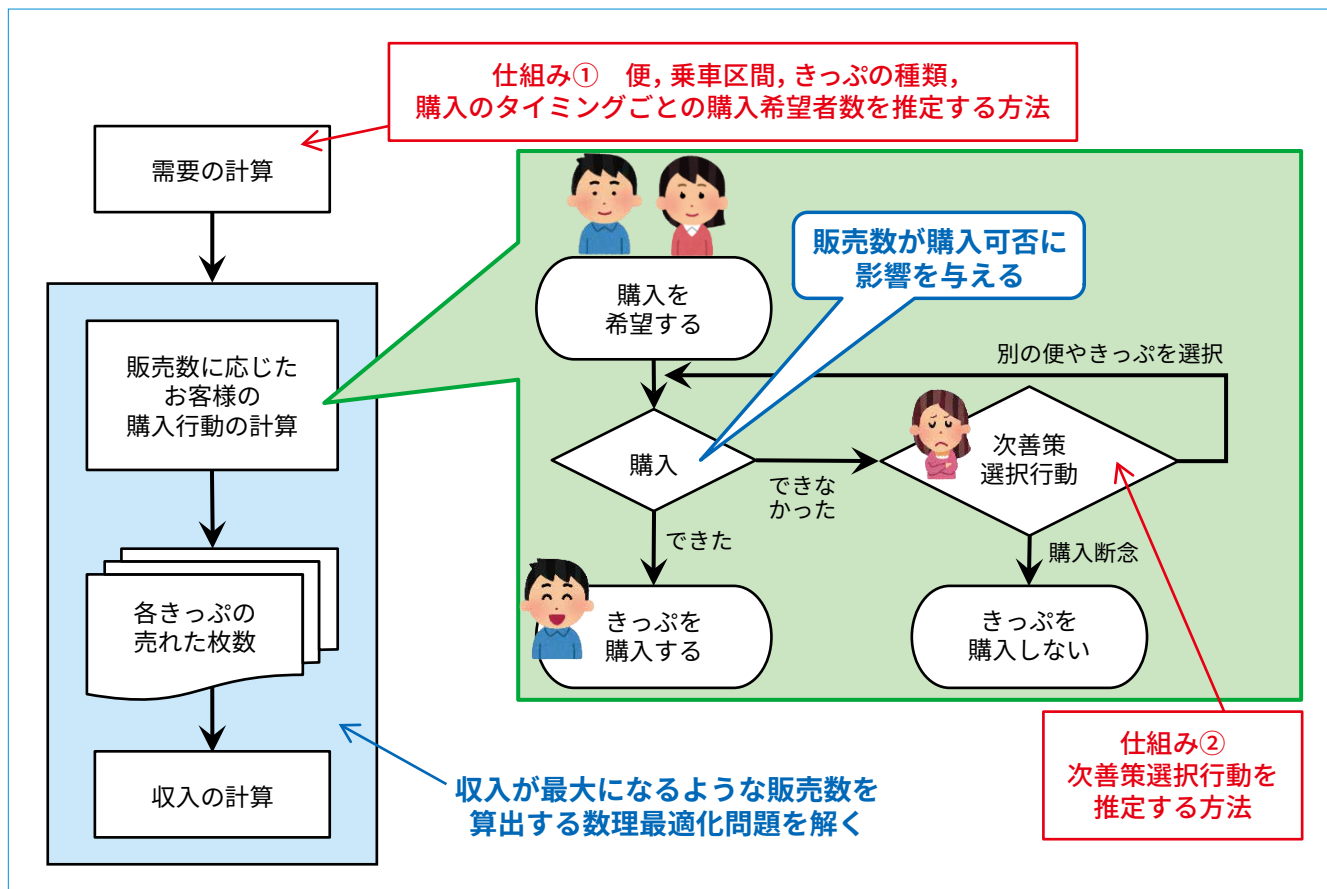 仕組み① 便，乗車区間，きっぷの種類，
購入のタイミングごとの購入希望者数を推定する方法
需要の計算
販売数に応じた
お客様の
購入行動の計算
各きっぷの
売れた枚数
収入の計算
収入が最大になるような販売数を
算出する数理最適化問題を解く
購入を
希望する
販売数が購入可否に
影響を与える
別の便やきっぷを選択
購入
できな
かった
次善策
選択行動
できた
購入断念
きっぷを
購入する
きっぷを
購入しない
仕組み②
次善策選択行動を
推定する方法